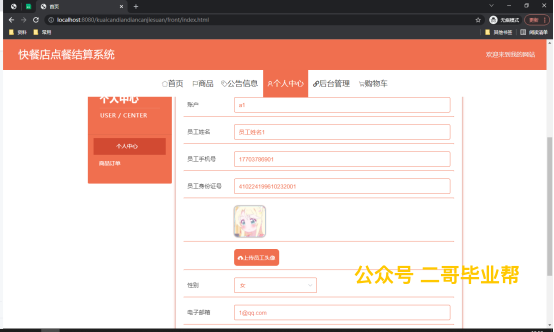 首页
localhost:8080/kuaicandiandiancanjiesuan/front/index.html
无痕模式
更新
资料 常用
其他书签 阅读清单
快餐店点餐结算系统
欢迎来到我的网站
首页 商品 公告信息 个人中心 后台管理 购物车
个人中心
USER / CENTER
个人中心
商品订单
账户 a1
员工姓名 员工姓名1
员工手机号 17703786901
员工身份证号 410224199610232001
上传员工头像
性别 女
电子邮箱 1@qq.com
公众号 二哥毕业帮